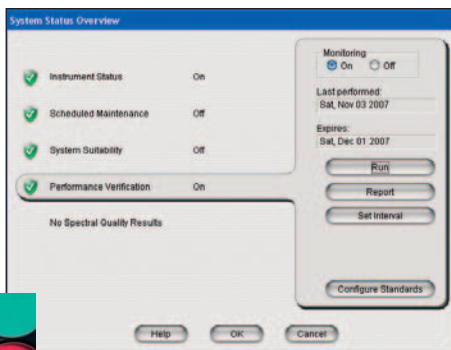 System Status Overview
Instrument Status On
Scheduled Maintenance Off
System Suitability Off
Performance Verification On
No Spectral Quality Results
Monitoring
On Off
Last performed:
Sat, Nov 03 2007
Expires:
Sat, Dec 01 2007
Run
Report
Set Interval
Configure Standards
Help OK Cancel